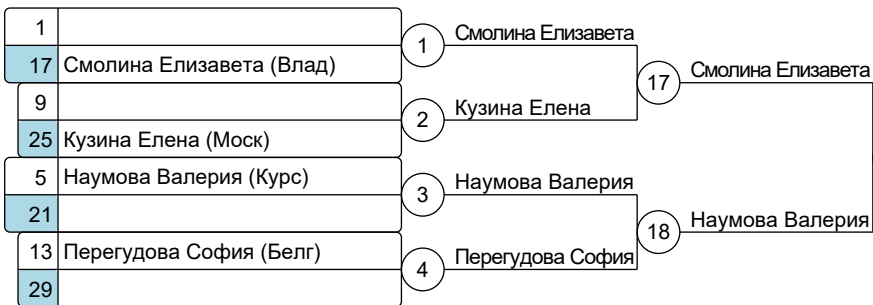 1
17 Смолина Елизавета (Влад)
9
25 Кузина Елена (Моск)
5 Наумова Валерия (Курс)
21
13 Перегудова София (Белг)
29
1 Смолина Елизавета
2 Кузина Елена
3 Наумова Валерия
4 Перегудова София
17 Смолина Елизавета
18 Наумова Валерия